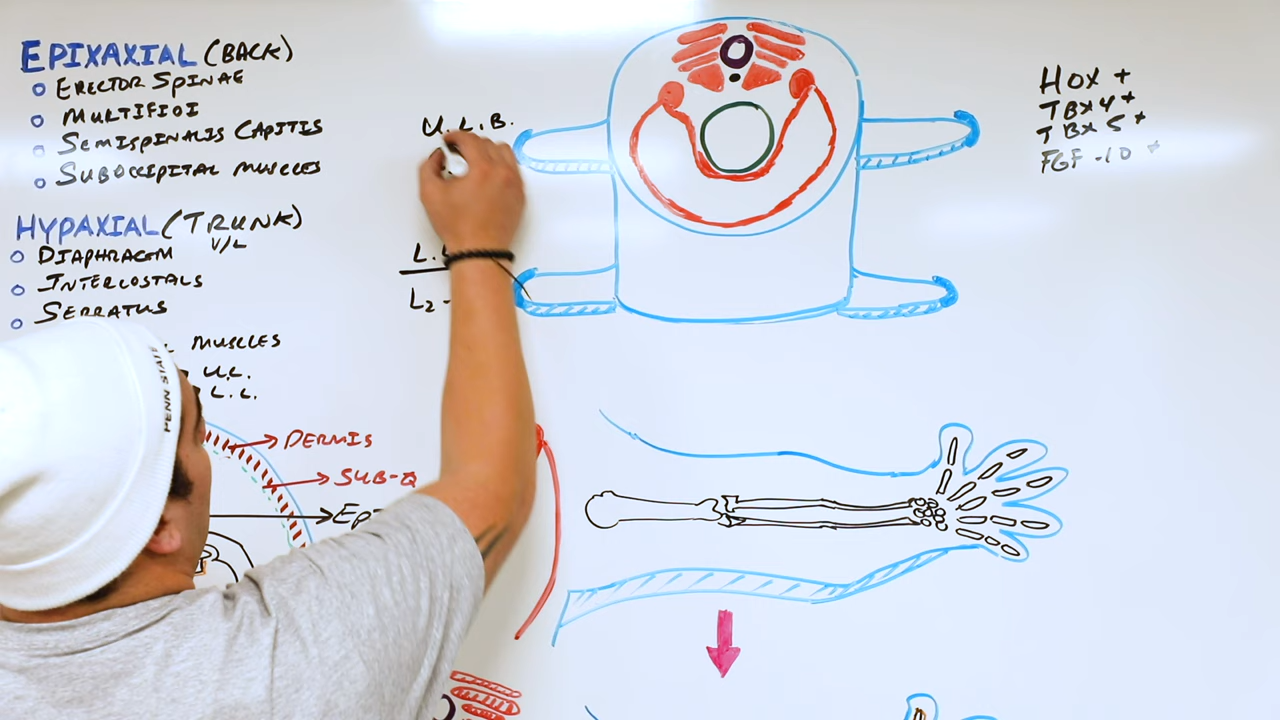 EPIXAXIAL (BACK)
ERECTOR SPINAE
MULTIFIDI
SEMISPINALIS CAPITIS
SUBOCCIPITAL MUSCLES
HYPAXIAL (TRUNK)
V/L
DIAPHRAGM
INTERCOSTALS
SERRATUS
MUSCLES
U.L.
L.L.
DERMIS
SUB-Q
U.L.B.
L.
L2 -
HOX +
TBX4 +
TBX5 +
FGF-10 +
PENN STATE